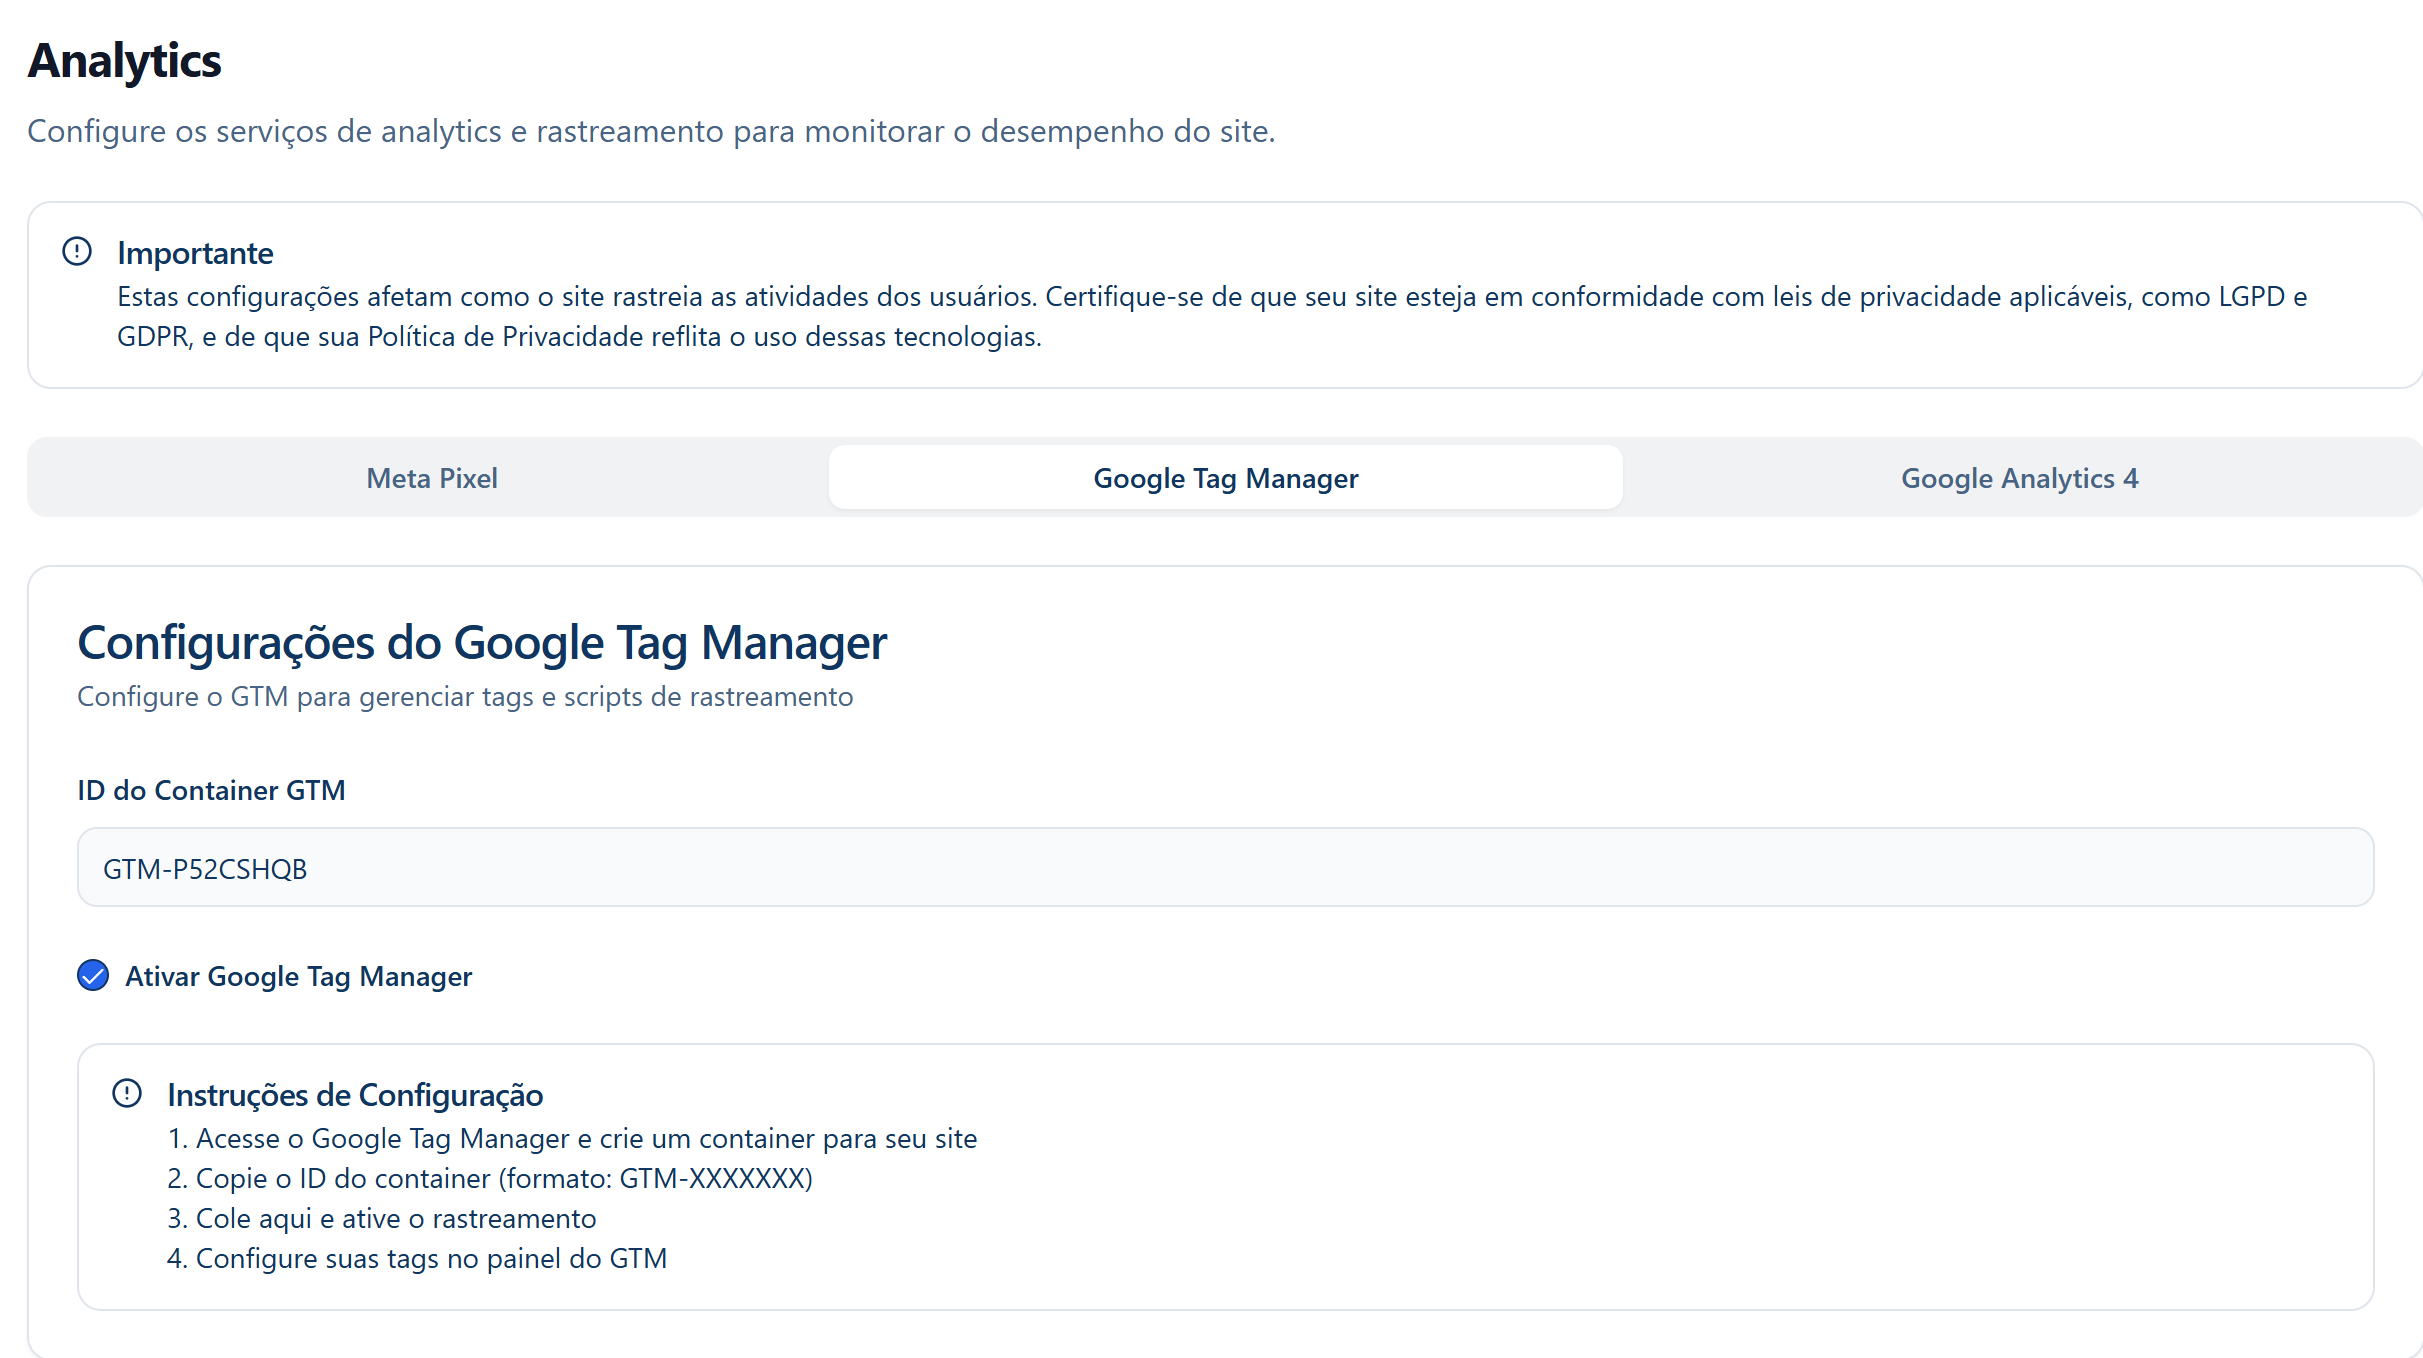 Analytics
Configure os serviços de analytics e rastreamento para monitorar o desempenho do site.
Importante
Estas configurações afetam como o site rastreia as atividades dos usuários. Certifique-se de que seu site esteja em conformidade com leis de privacidade aplicáveis, como LGPD e
GDPR, e de que sua Política de Privacidade reflita o uso dessas tecnologias.
Meta Pixel
Google Tag Manager
Google Analytics 4
Configurações do Google Tag Manager
Configure o GTM para gerenciar tags e scripts de rastreamento
ID do Container GTM
GTM-P52CSHQB
Ativar Google Tag Manager
Instruções de Configuração
1. Acesse o Google Tag Manager e crie um container para seu site
2. Copie o ID do container (formato: GTM-XXXXXXX)
3. Cole aqui e ative o rastreamento
4. Configure suas tags no painel do GTM